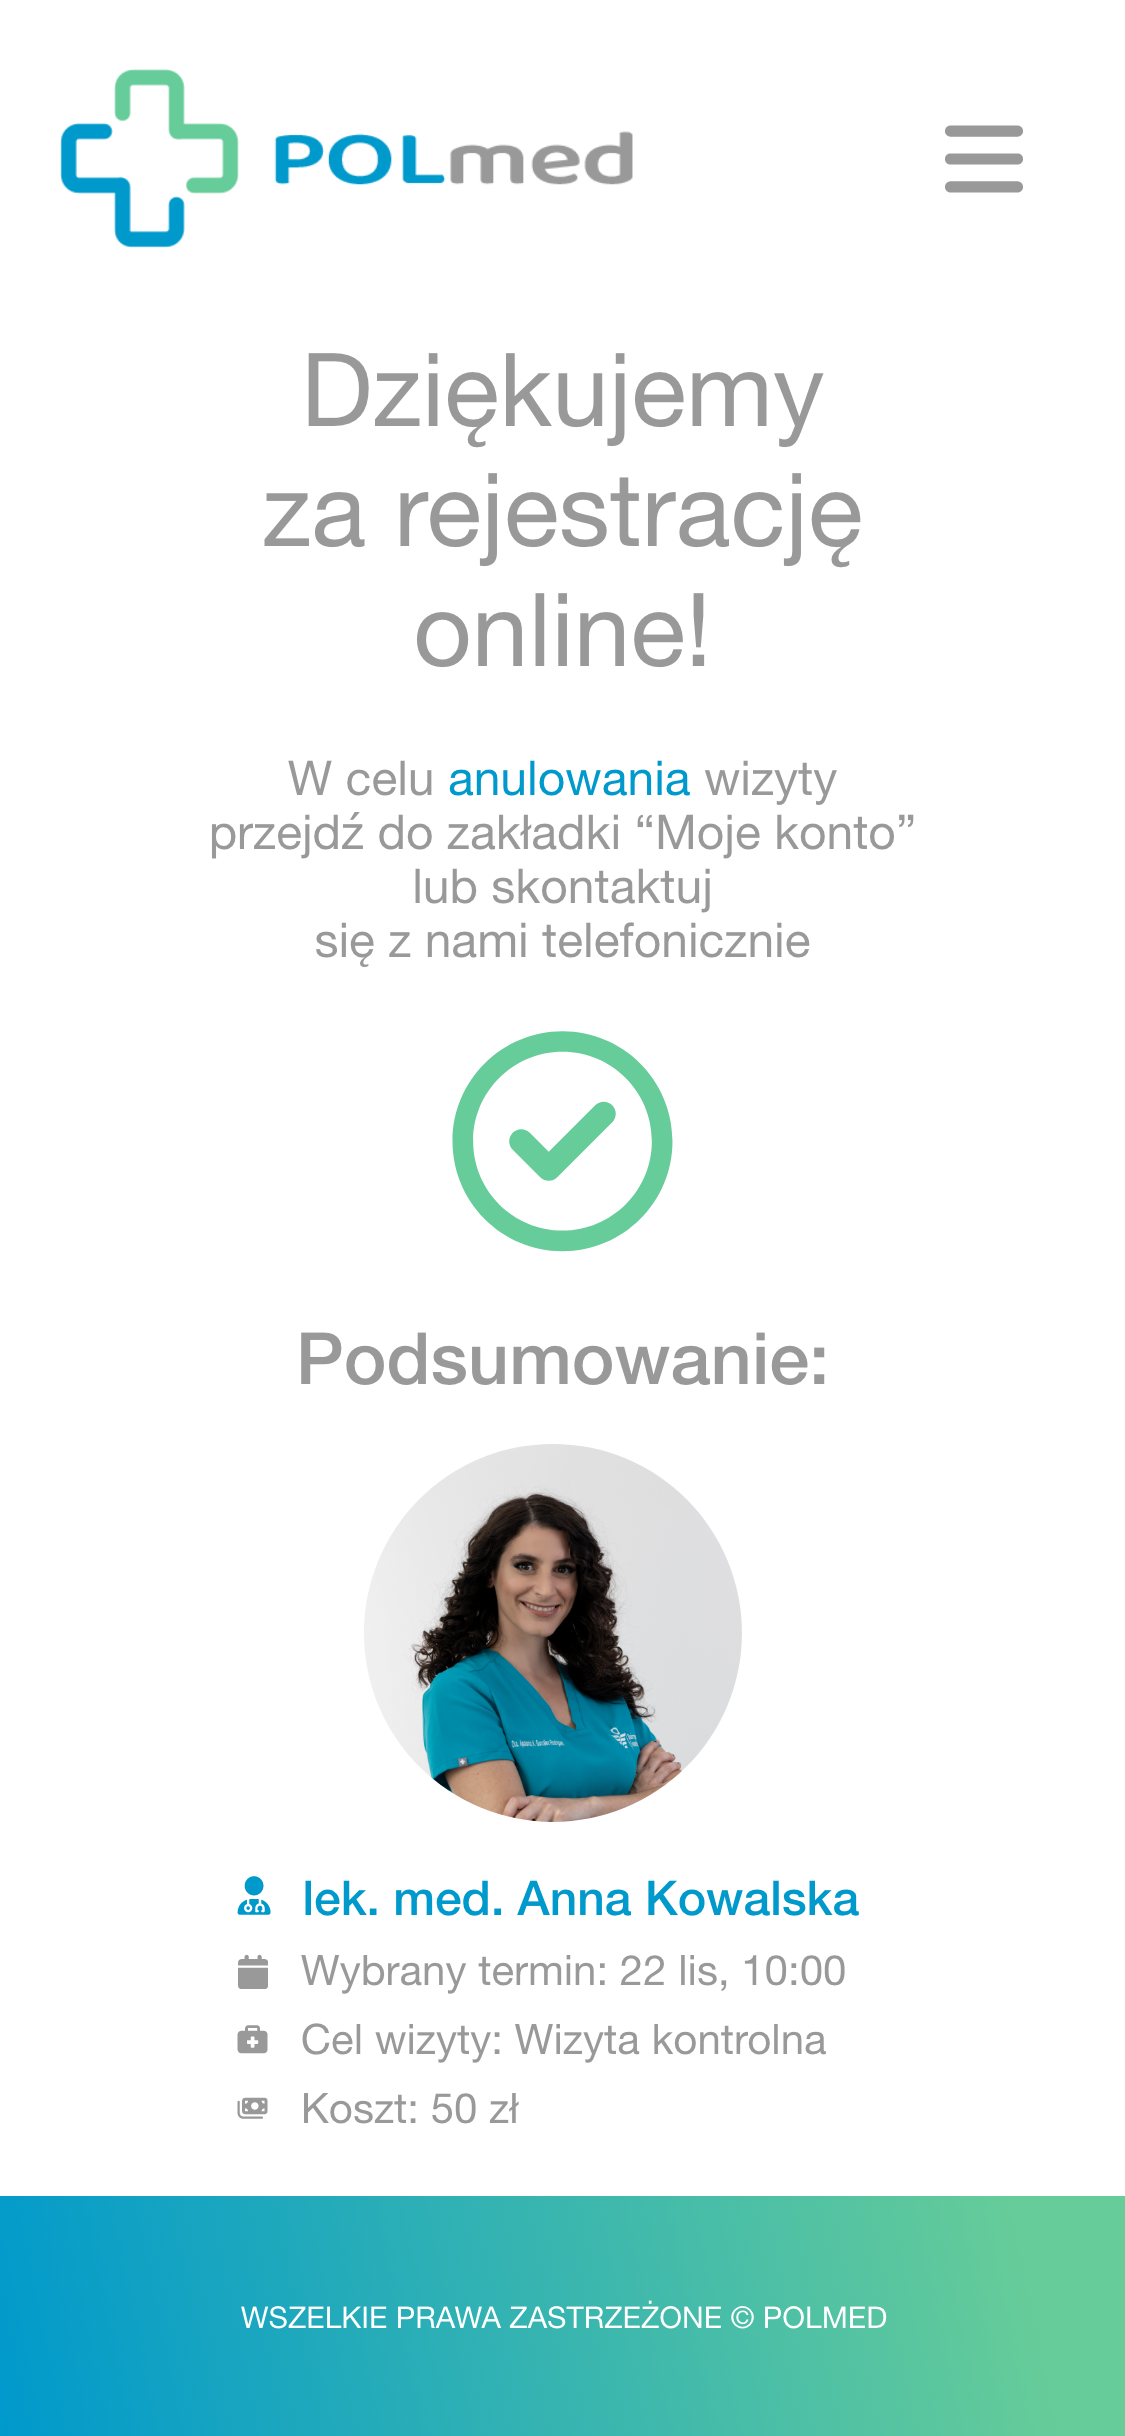 POLmed
Dziękujemy
za rejestrację
online!
W celu anulowania wizyty
przejdź do zakładki “Moje konto”
lub skontaktuj
się z nami telefonicznie
Podsumowanie:
lek. med. Anna Kowalska
Wybrany termin: 22 lis, 10:00
Cel wizyty: Wizyta kontrolna
Koszt: 50 zł
WSZELKIE PRAWA ZASTRZEŻONE © POLMED